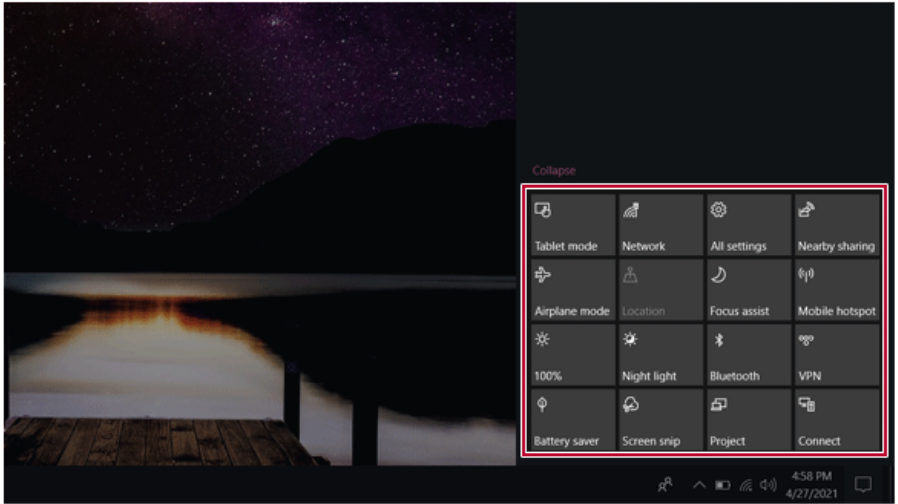 Collapse
Tablet mode Network All settings Nearby sharing
Airplane mode Location Focus assist Mobile hotspot
100% Night light Bluetooth VPN
Battery saver Screen snip Project Connect
4:58 PM
4/27/2021